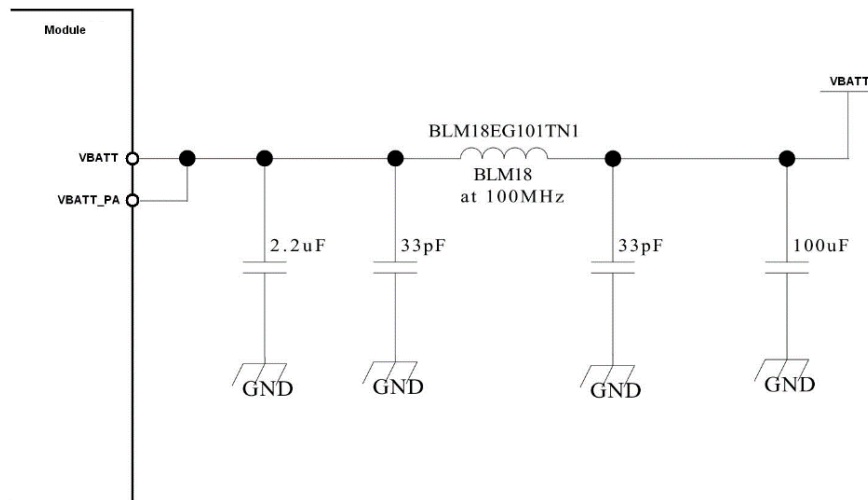 Module
VBATT
BLM18EG101TN1
VBATT
BLM18
at 100MHz
VBATT_PA
2.2uF
33pF
33pF
100uF
GND
GND
GND
GND